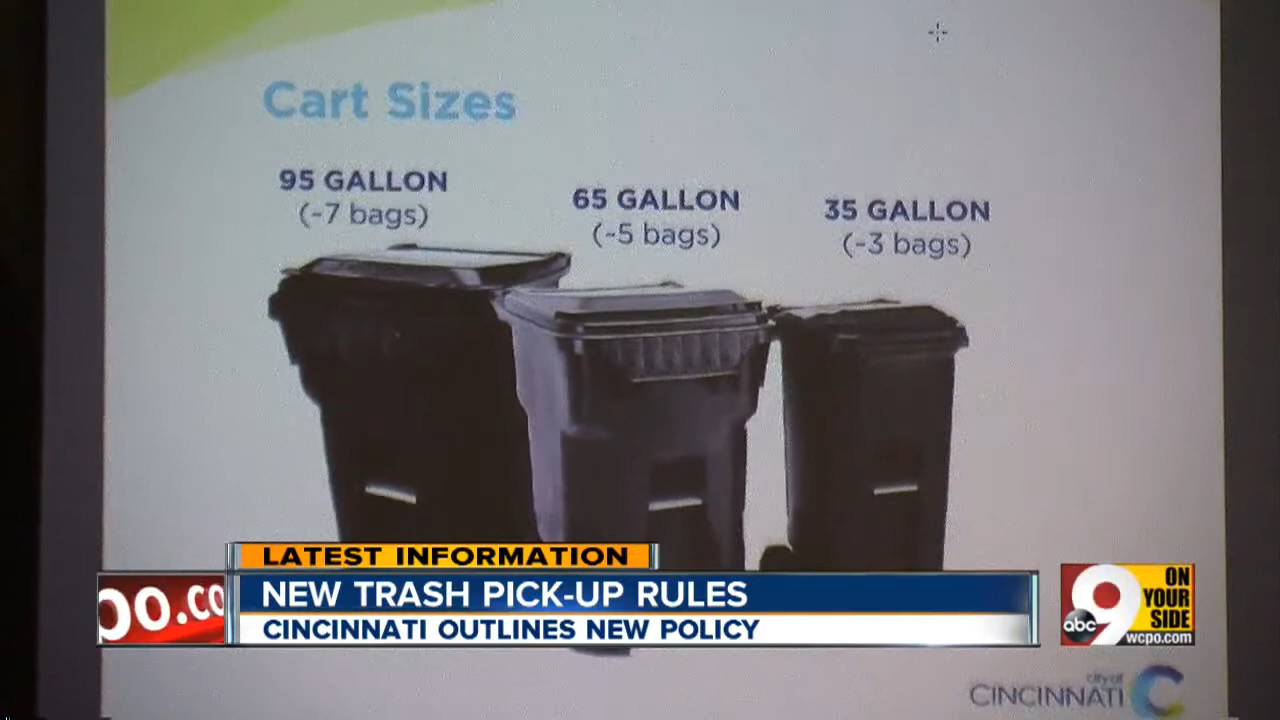 Cart Sizes
95 GALLON
(~7 bags)
65 GALLON
(~5 bags)
35 GALLON
(~3 bags)
LATEST INFORMATION
NEW TRASH PICK-UP RULES
CINCINNATI OUTLINES NEW POLICY
abc 9
ON
YOUR
SIDE
wcpo.com
city of
CINCINNATI